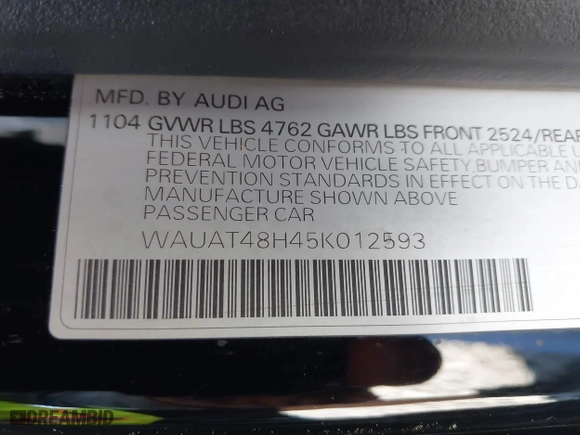 MFD. BY AUDI AG
1104 GVWR LBS 4762 GAWR LBS FRONT 2524/REAR
THIS VEHICLE CONFORMS TO ALL APPLICABLE U
FEDERAL MOTOR VEHICLE SAFETY BUMPER AND
PREVENTION STANDARDS IN EFFECT ON THE D
MANUFACTURE SHOWN ABOVE
PASSENGER CAR
WAUAT48H45K012593
DREAMBID